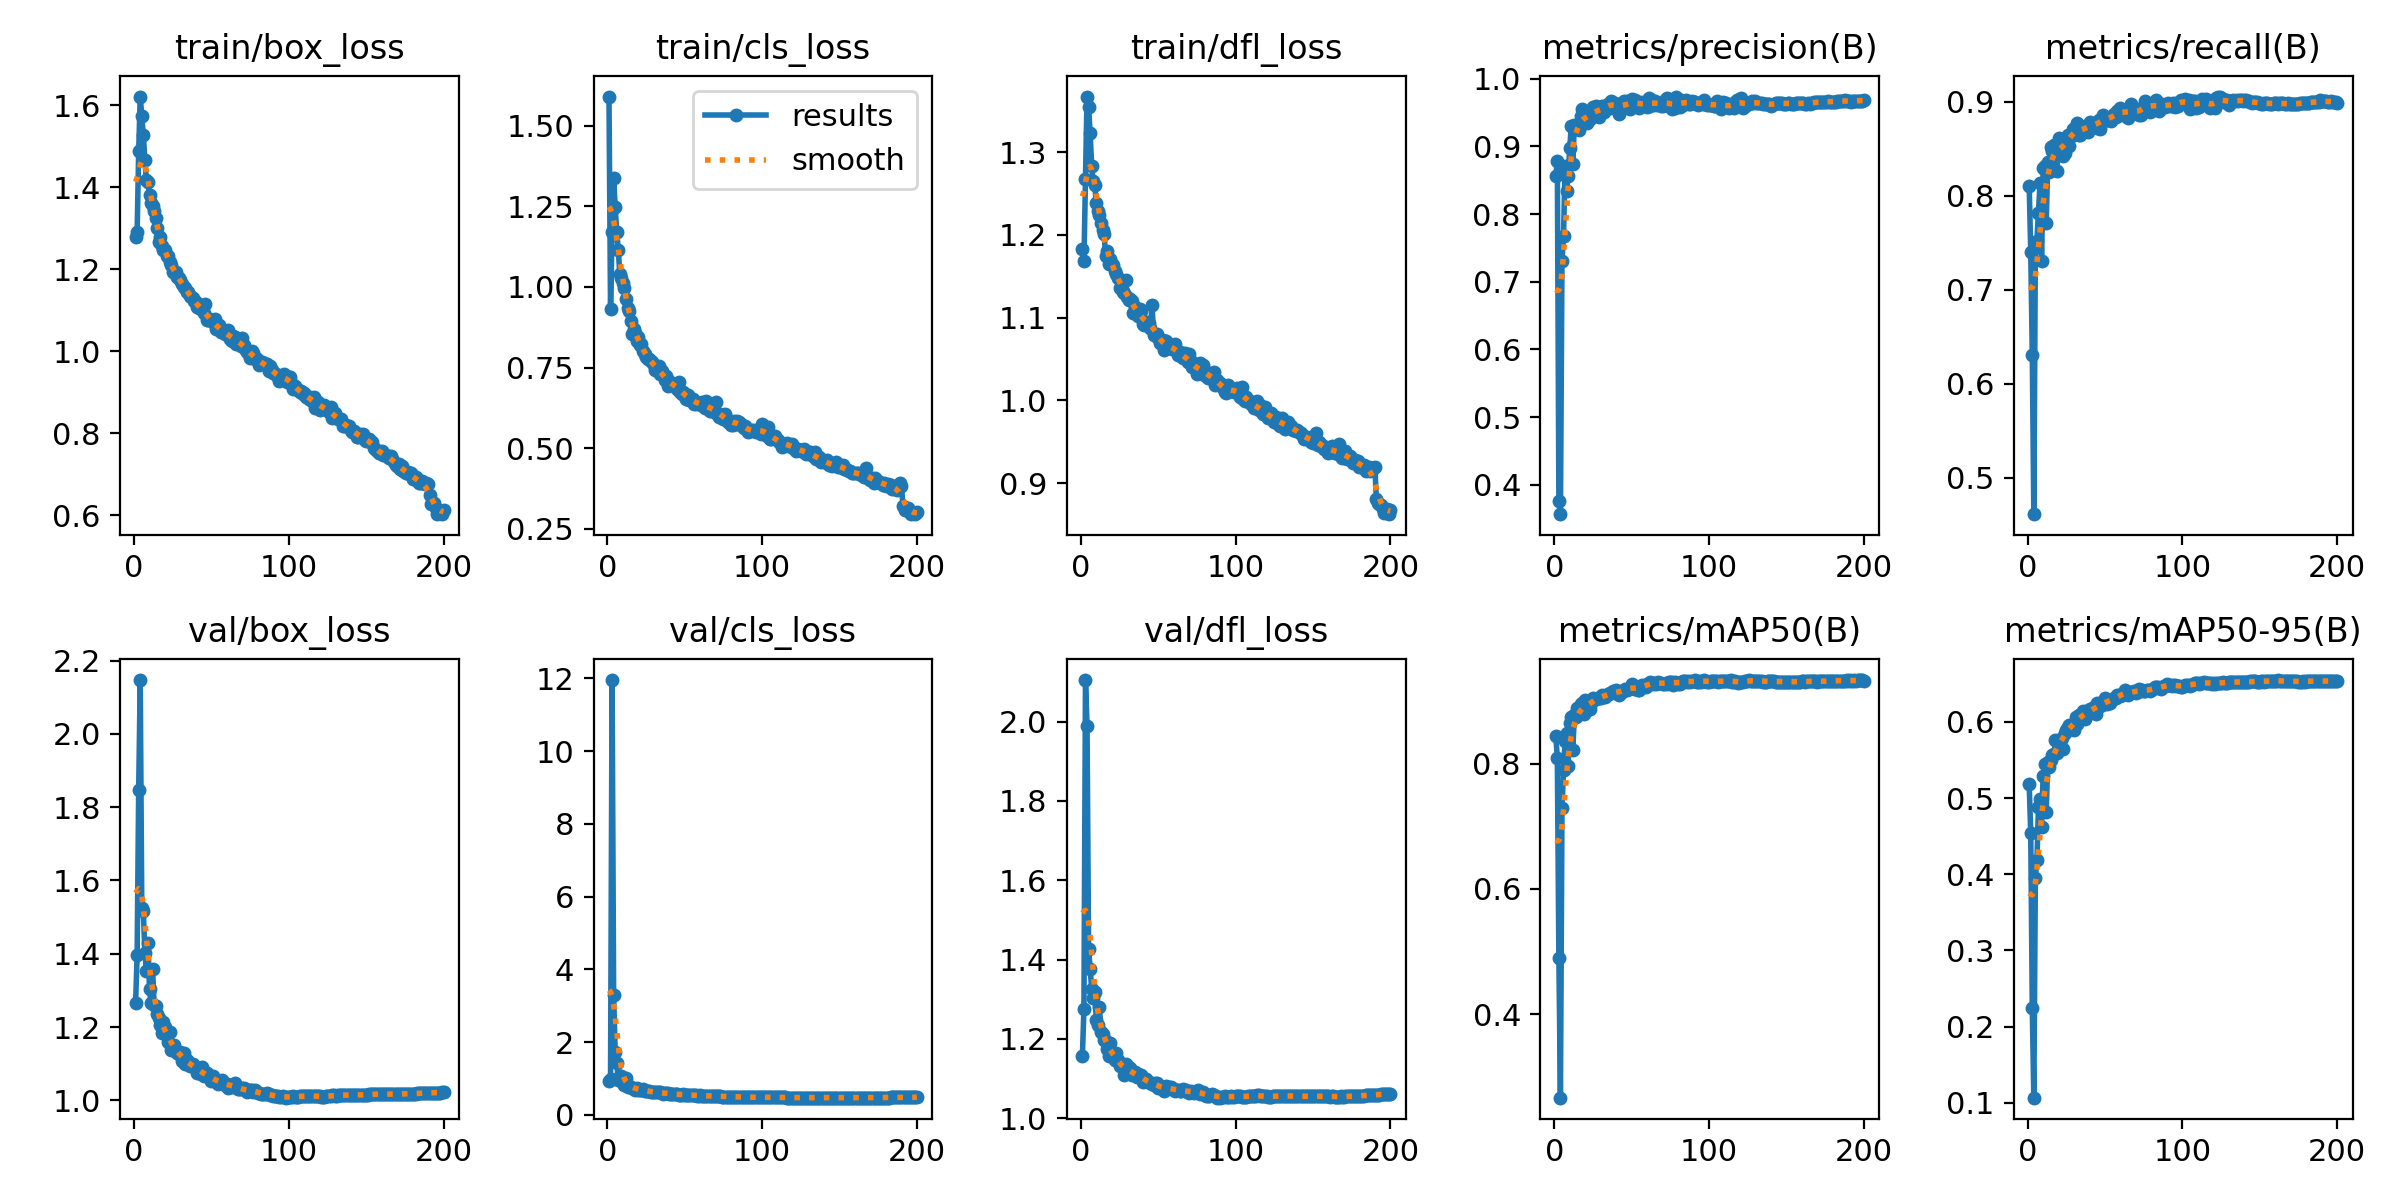 train/box_loss
1.6
1.4
1.2
1.0
0.8
0.6
0 100 200
train/cls_loss
1.50
1.25
1.00
0.75
0.50
0.25
0 100 200
results
smooth
train/dfl_loss
1.3
1.2
1.1
1.0
0.9
0 100 200
metrics/precision(B)
1.0
0.9
0.8
0.7
0.6
0.5
0.4
0 100 200
metrics/recall(B)
0.9
0.8
0.7
0.6
0.5
0 100 200
val/box_loss
2.2
2.0
1.8
1.6
1.4
1.2
1.0
0 100 200
val/cls_loss
12
10
8
6
4
2
0
0 100 200
val/dfl_loss
2.0
1.8
1.6
1.4
1.2
1.0
0 100 200
metrics/mAP50(B)
0.8
0.6
0.4
0 100 200
metrics/mAP50-95(B)
0.6
0.5
0.4
0.3
0.2
0.1
0 100 200